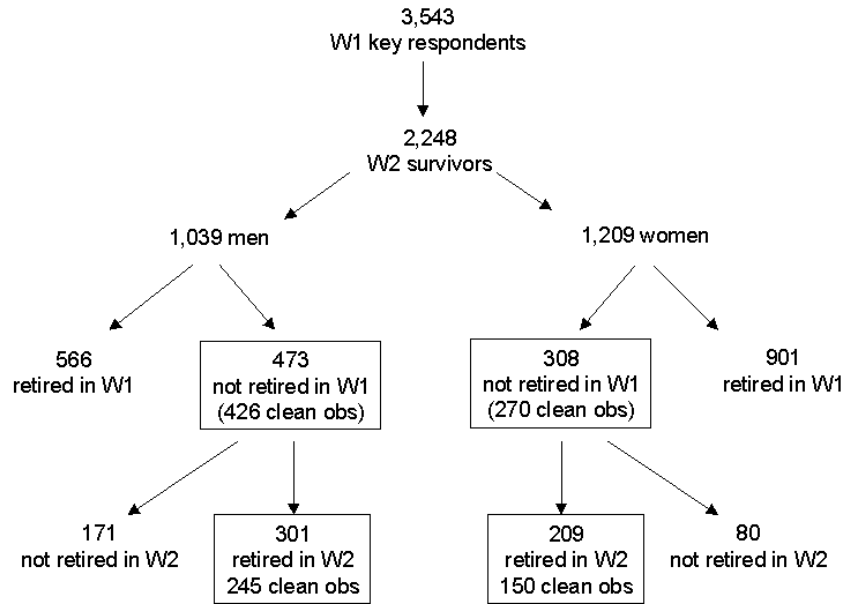 3,543
W1 key respondents
2,248
W2 survivors
1,039 men
1,209 women
566
retired in W1
473
not retired in W1
(426 clean obs)
308
not retired in W1
(270 clean obs)
901
retired in W1
171
not retired in W2
301
retired in W2
245 clean obs
209
retired in W2
150 clean obs
80
not retired in W2